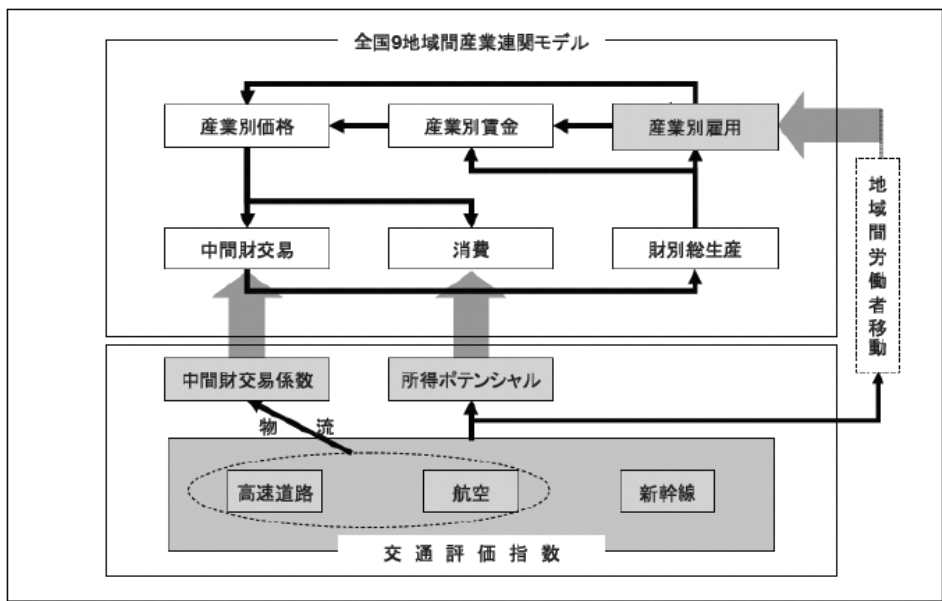 全国9地域間産業連関モデル
産業別価格
産業別賃金
産業別雇用
中間財交易
消費
財別総生産
地域間労働者移動
中間財交易係数
所得ポテンシャル
物 流
高速道路
航空
新幹線
交通評価指数